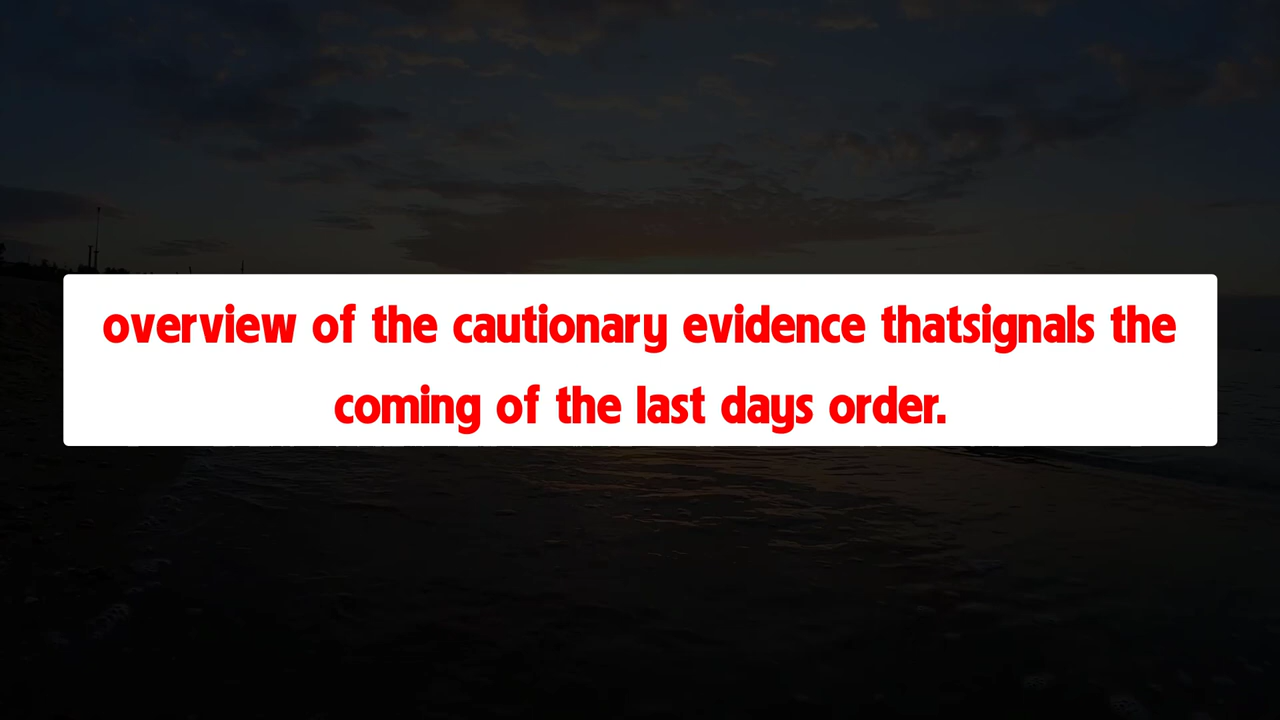 overview of the cautionary evidence thatsignals the
coming of the last days order.